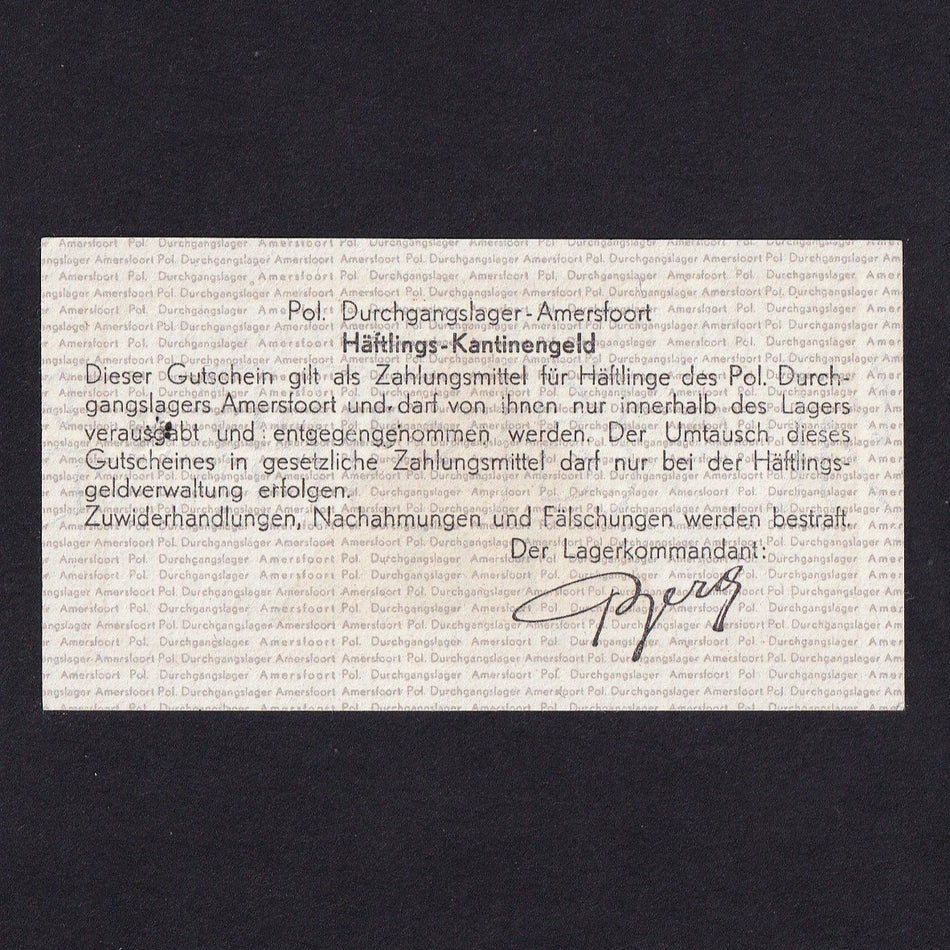 Pol. Durchgangslager-Amersfoort
Häftlings-Kantinengeld
Dieser Gutschein gilt als Zahlungsmittel für Häftlinge des Pol. Durch-
gangslagers Amersfoort und darf von ihnen nur innerhalb des Lagers
verausgabt und entgegengenommen werden. Der Umtausch dieses
Gutscheines in gesetzliche Zahlungsmittel darf nur bei der Häftlings-
geldverwaltung erfolgen.
Zuwiderhandlungen, Nachahmungen und Fälschungen werden bestraft.
Der Lagerkommandant:
Berg